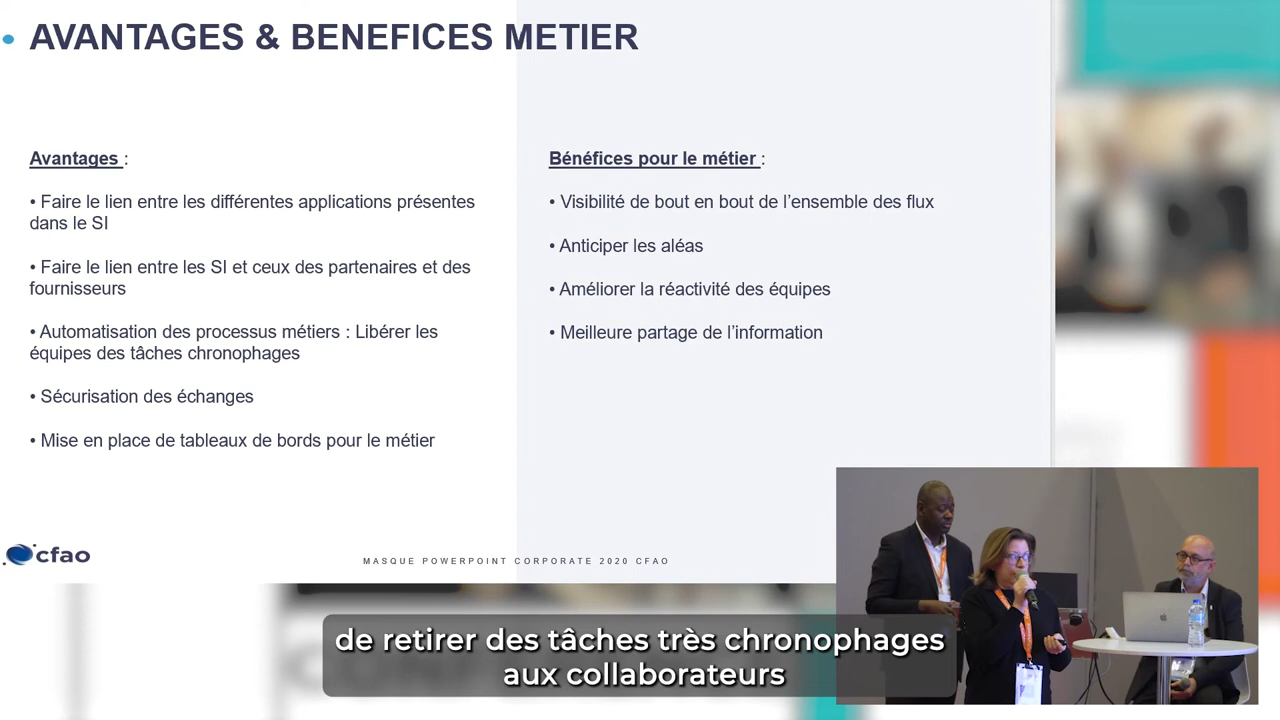 • AVANTAGES & BENEFICES METIER
Avantages :
• Faire le lien entre les différentes applications présentes
dans le SI
• Faire le lien entre les SI et ceux des partenaires et des
fournisseurs
• Automatisation des processus métiers : Libérer les
équipes des tâches chronophages
• Sécurisation des échanges
• Mise en place de tableaux de bords pour le métier
Bénéfices pour le métier :
• Visibilité de bout en bout de l’ensemble des flux
• Anticiper les aléas
• Améliorer la réactivité des équipes
• Meilleure partage de l’information
cfao
MASQUE POWERPOINT CORPORATE 2020 CFAO
de retirer des tâches très chronophages
aux collaborateurs